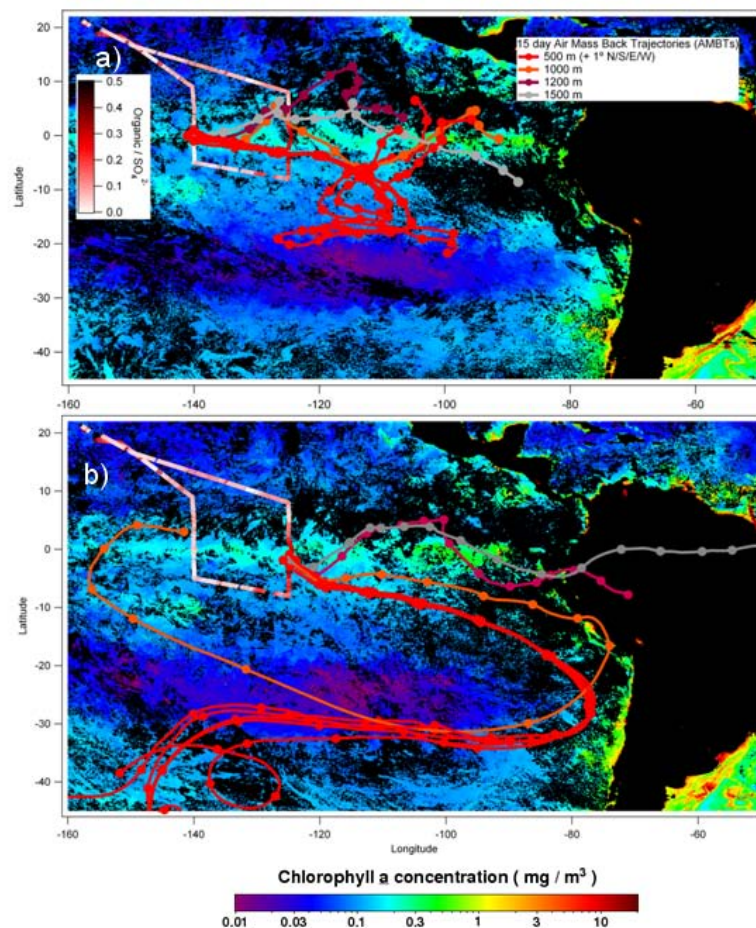 a)
15 day Air Mass Back Trajectories (AMBTs)
500 m (+ 1º N/S/E/W)
1000 m
1200 m
1500 m
0.5
0.4
0.3
0.2
0.1
0.0
Organic / SO₄²⁻
20
10
0
-10
-20
-30
-40
Latitude
-160 -140 -120 -100 -80 -60
b)
20
10
0
-10
-20
-30
-40
Latitude
-160 -140 -120 -100 -80 -60
Longitude
Chlorophyll a concentration ( mg / m³ )
0.01 0.03 0.1 0.3 1 3 10